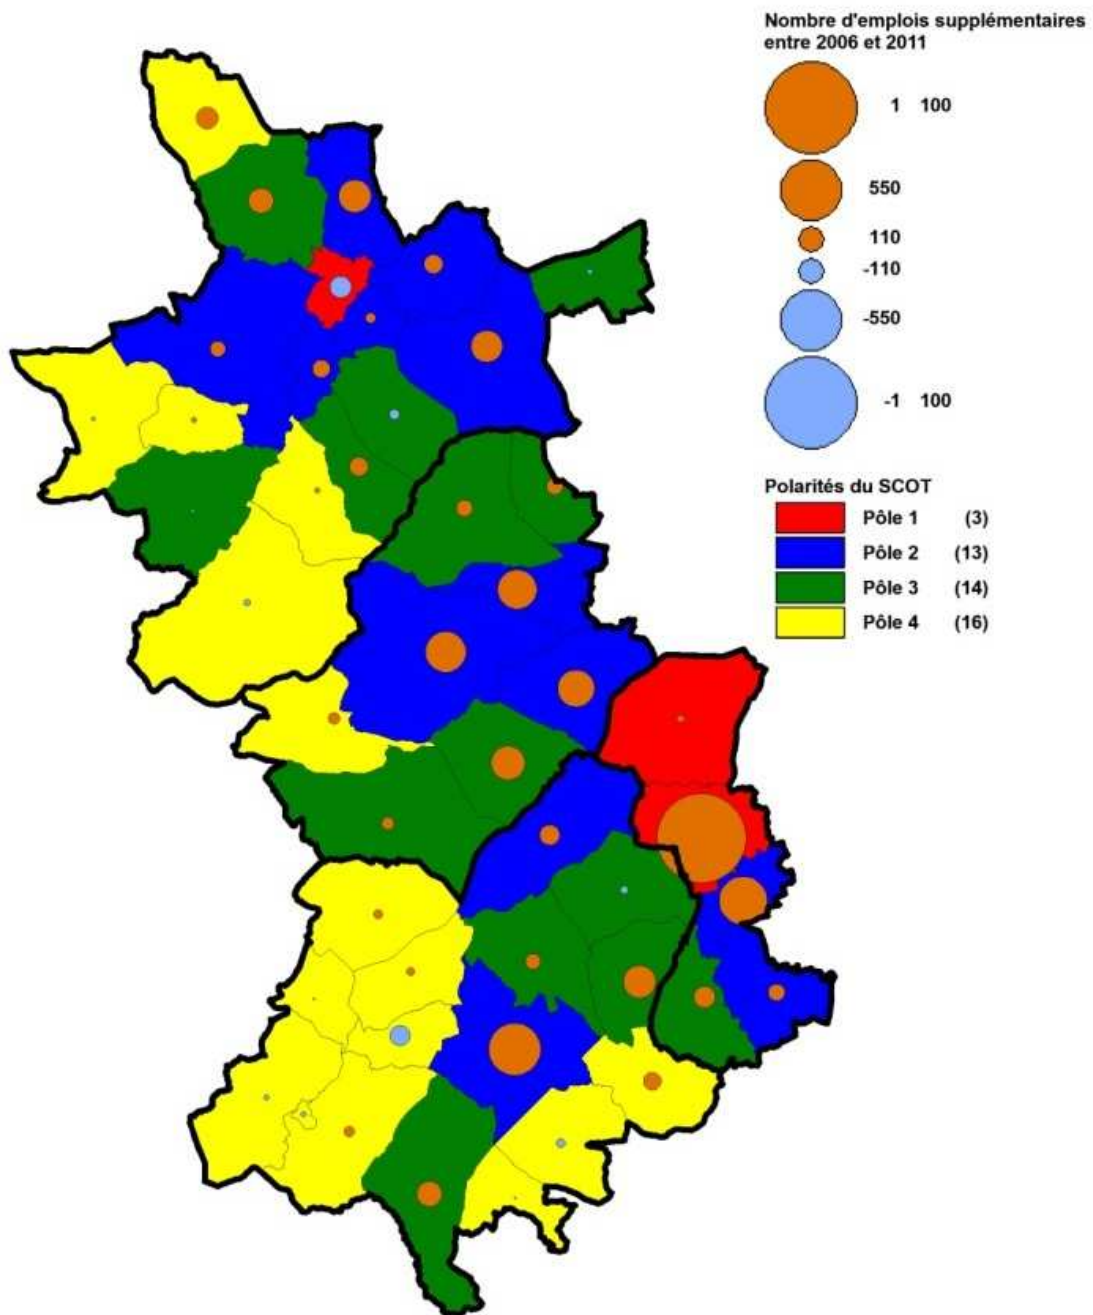 Nombre d'emplois supplémentaires
entre 2006 et 2011
1 100
550
110
-110
-550
-1 100
Polarités du SCOT
Pôle 1 (3)
Pôle 2 (13)
Pôle 3 (14)
Pôle 4 (16)